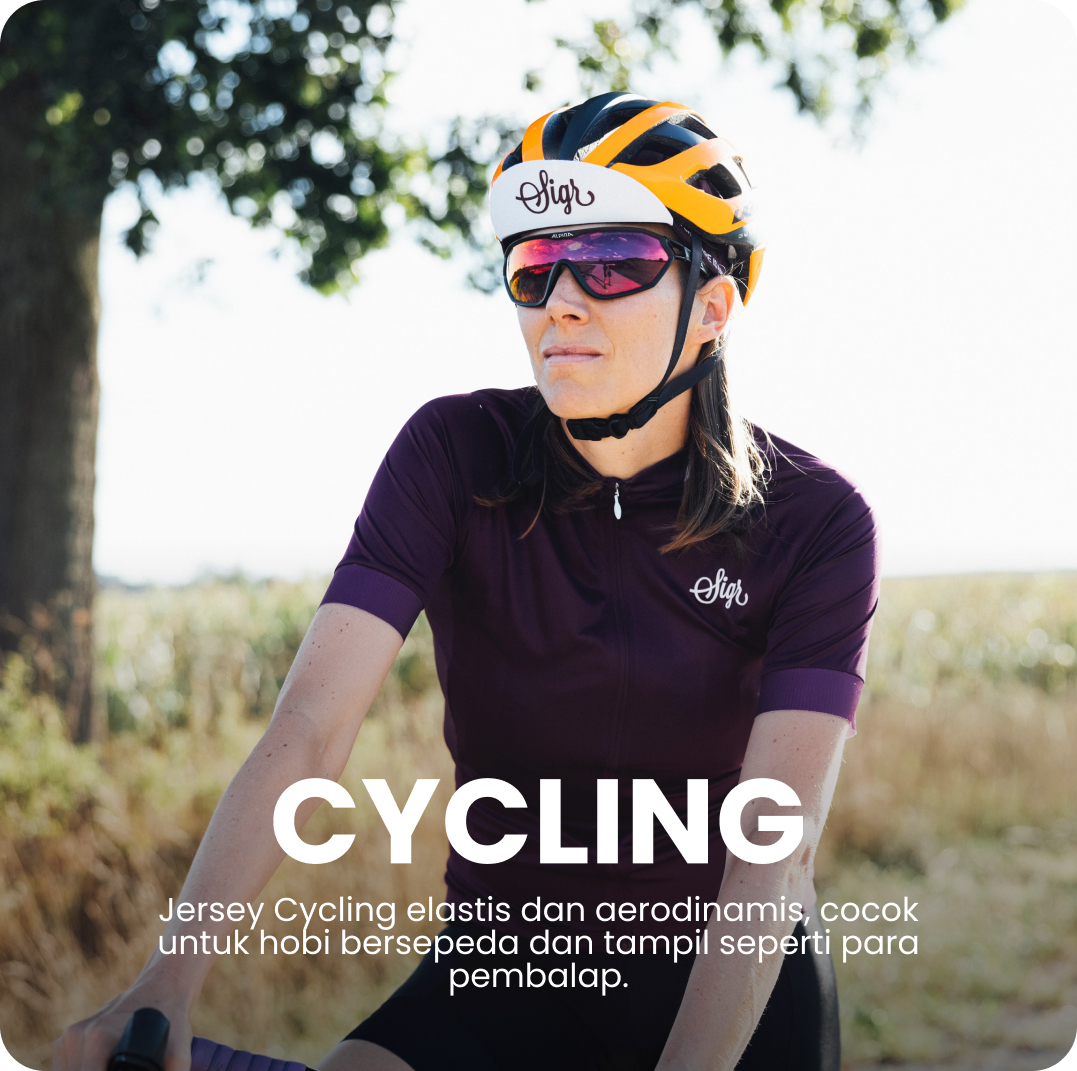 Sigr
ALPINA
Sigr
CYCLING
Jersey Cycling elastis dan aerodinamis, cocok
untuk hobi bersepeda dan tampil seperti para
pembalap.